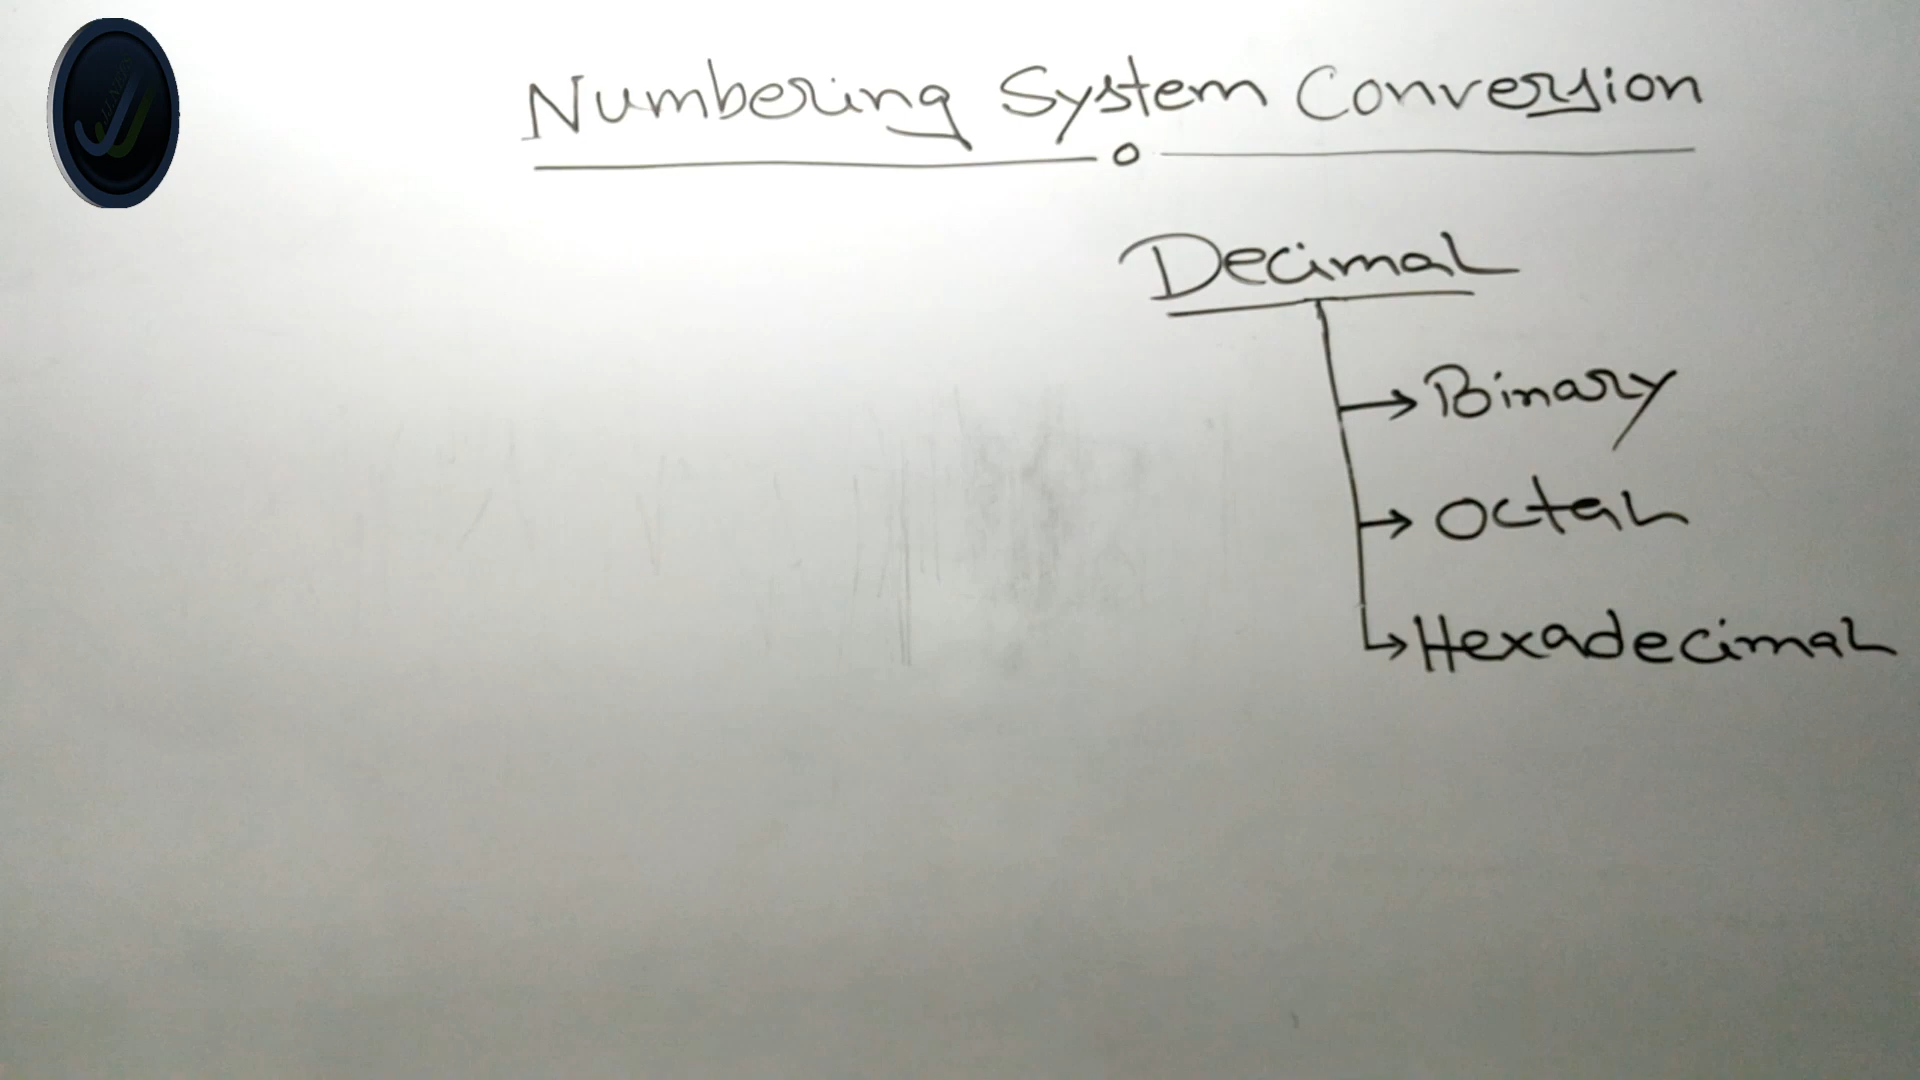 Numbering System Conversion
Decimal
→ Binary
→ Octal
→ Hexadecimal